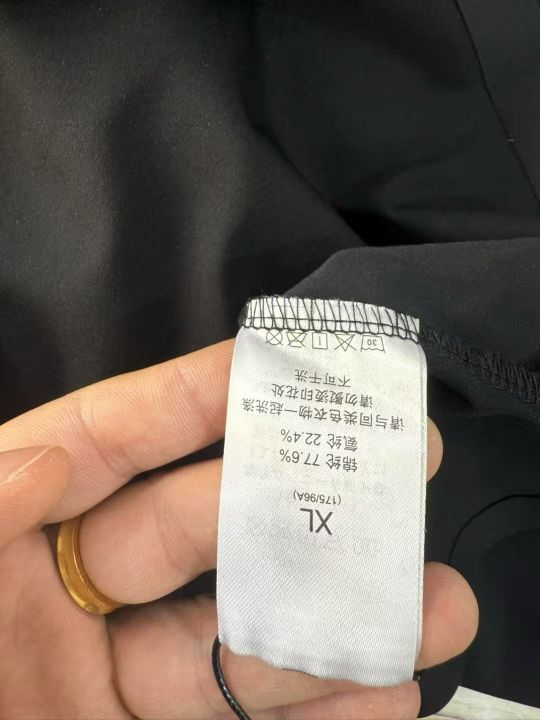 XL
(175/96A)
锦纶 77.6%
氨纶 22.4%
请与同类色衣物一起洗涤
请勿熨烫印花处
不可干洗
30